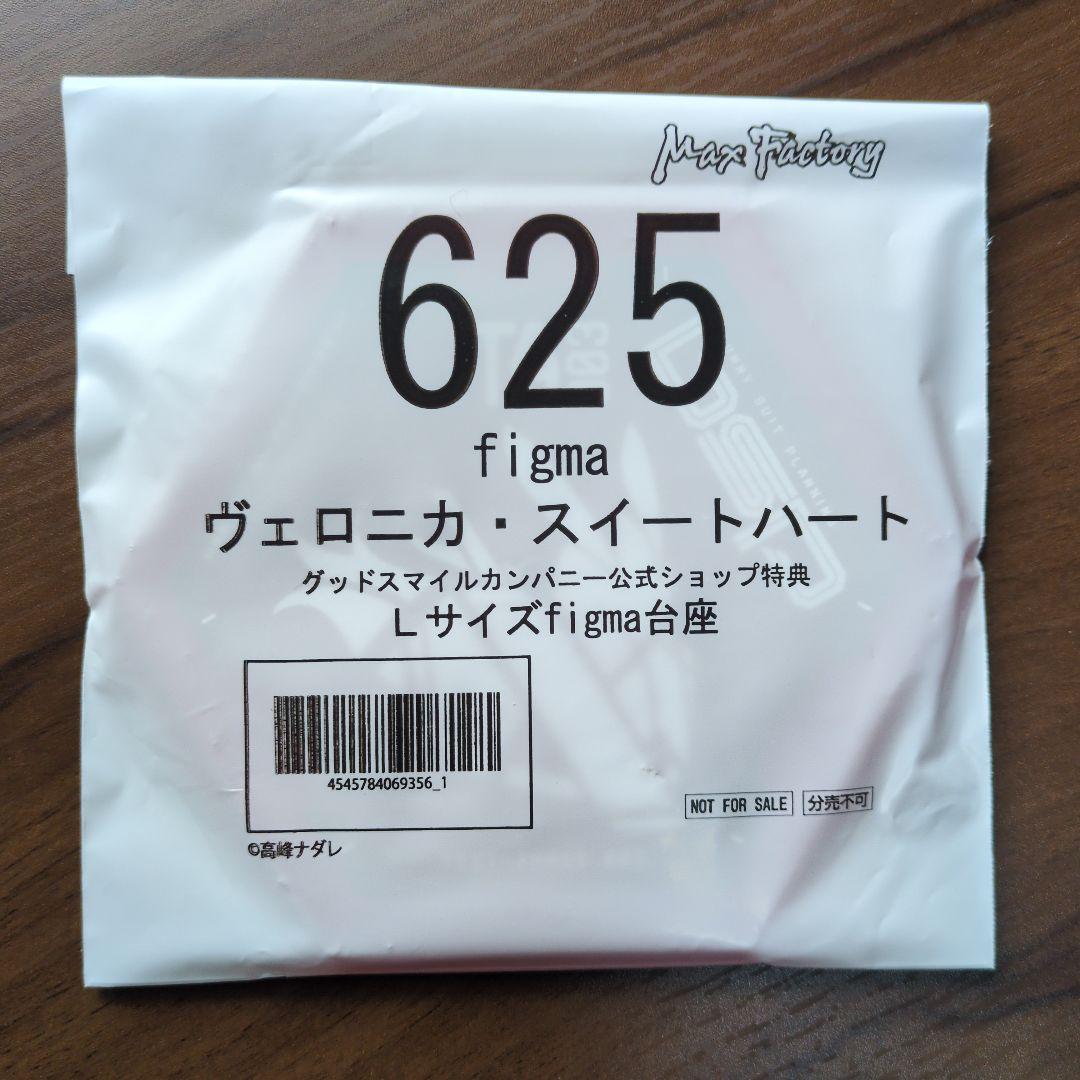 Max Factory
625
figma
ヴェロニカ・スイートハート
グッドスマイルカンパニー公式ショップ特典
Lサイズfigma台座
4545784069356_1
NOT FOR SALE 分売不可
©高峰ナダレ
SUIT PLANNI